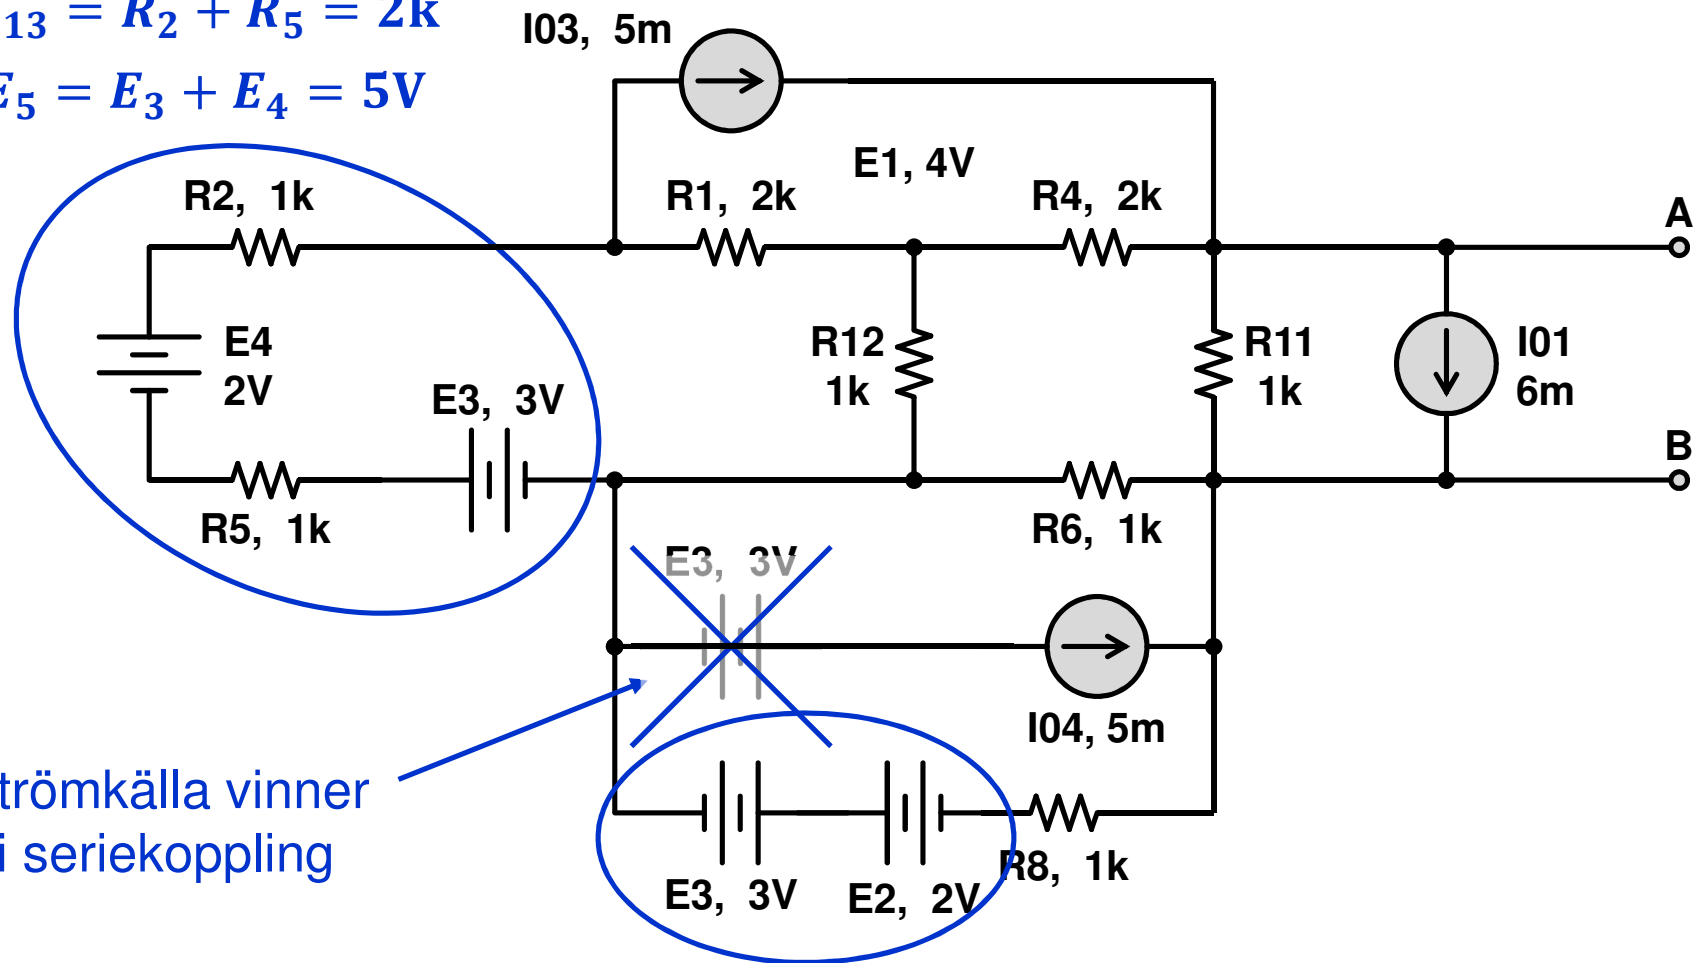 13 = R2 + R5 = 2k
E5 = E3 + E4 = 5V
I03, 5m
E1, 4V
R2, 1k
R1, 2k
R4, 2k
A
E4
2V
R12
1k
R11
1k
I01
6m
E3, 3V
B
R5, 1k
R6, 1k
E3, 3V
I04, 5m
trömkälla vinner
i seriekoppling
R8, 1k
E3, 3V
E2, 2V